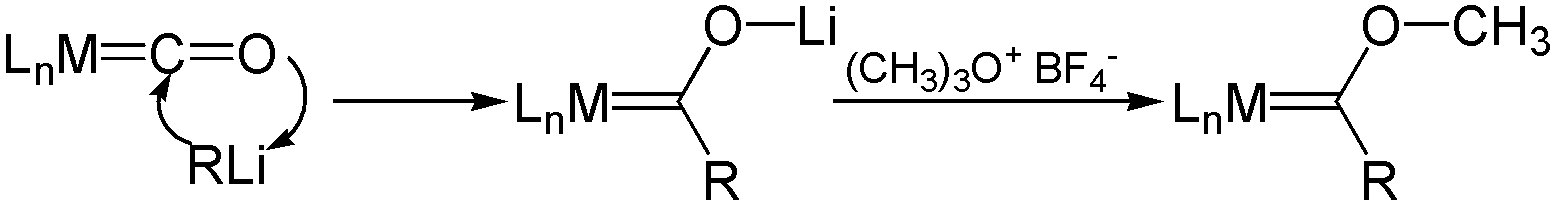 LnM=C=O
RLi
LnM
O—Li
R
(CH3)3O+ BF4-
LnM
O—CH3
R